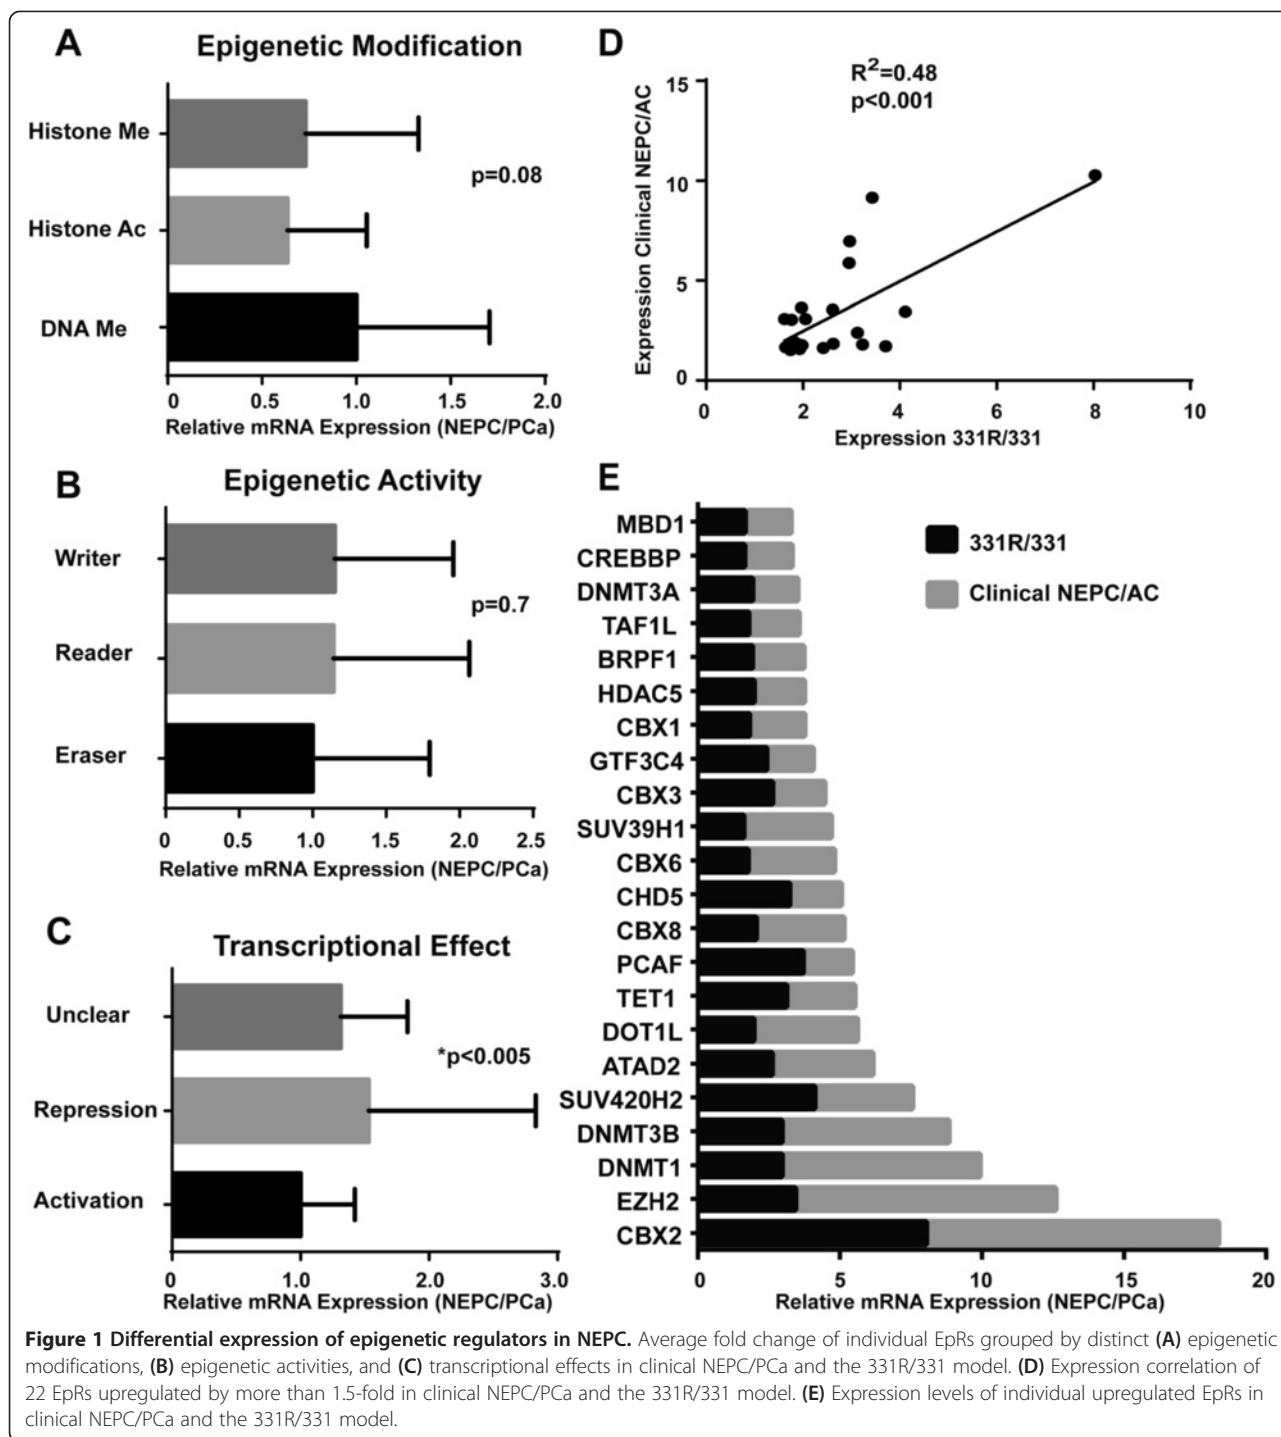 A
Epigenetic Modification
Histone Me
Histone Ac
DNA Me
p=0.08
0 0.5 1.0 1.5 2.0
Relative mRNA Expression (NEPC/PCa)
B
Epigenetic Activity
Writer
Reader
Eraser
p=0.7
0 0.5 1.0 1.5 2.0 2.5
Relative mRNA Expression (NEPC/PCa)
C
Transcriptional Effect
Unclear
Repression
Activation
*p<0.005
0 1.0 2.0 3.0
Relative mRNA Expression (NEPC/PCa)
D
R²=0.48
p<0.001
Expression Clinical NEPC/AC
15
10
5
0
0 2 4 6 8 10
Expression 331R/331
E
331R/331
Clinical NEPC/AC
MBD1
CREBBP
DNMT3A
TAF1L
BRPF1
HDAC5
CBX1
GTF3C4
CBX3
SUV39H1
CBX6
CHD5
CBX8
PCAF
TET1
DOT1L
ATAD2
SUV420H2
DNMT3B
DNMT1
EZH2
CBX2
0 5 10 15 20
Relative mRNA Expression (NEPC/PCa)
Figure 1 Differential expression of epigenetic regulators in NEPC. Average fold change of individual EpRs grouped by distinct (A) epigenetic
modifications, (B) epigenetic activities, and (C) transcriptional effects in clinical NEPC/PCa and the 331R/331 model. (D) Expression correlation of
22 EpRs upregulated by more than 1.5-fold in clinical NEPC/PCa and the 331R/331 model. (E) Expression levels of individual upregulated EpRs in
clinical NEPC/PCa and the 331R/331 model.